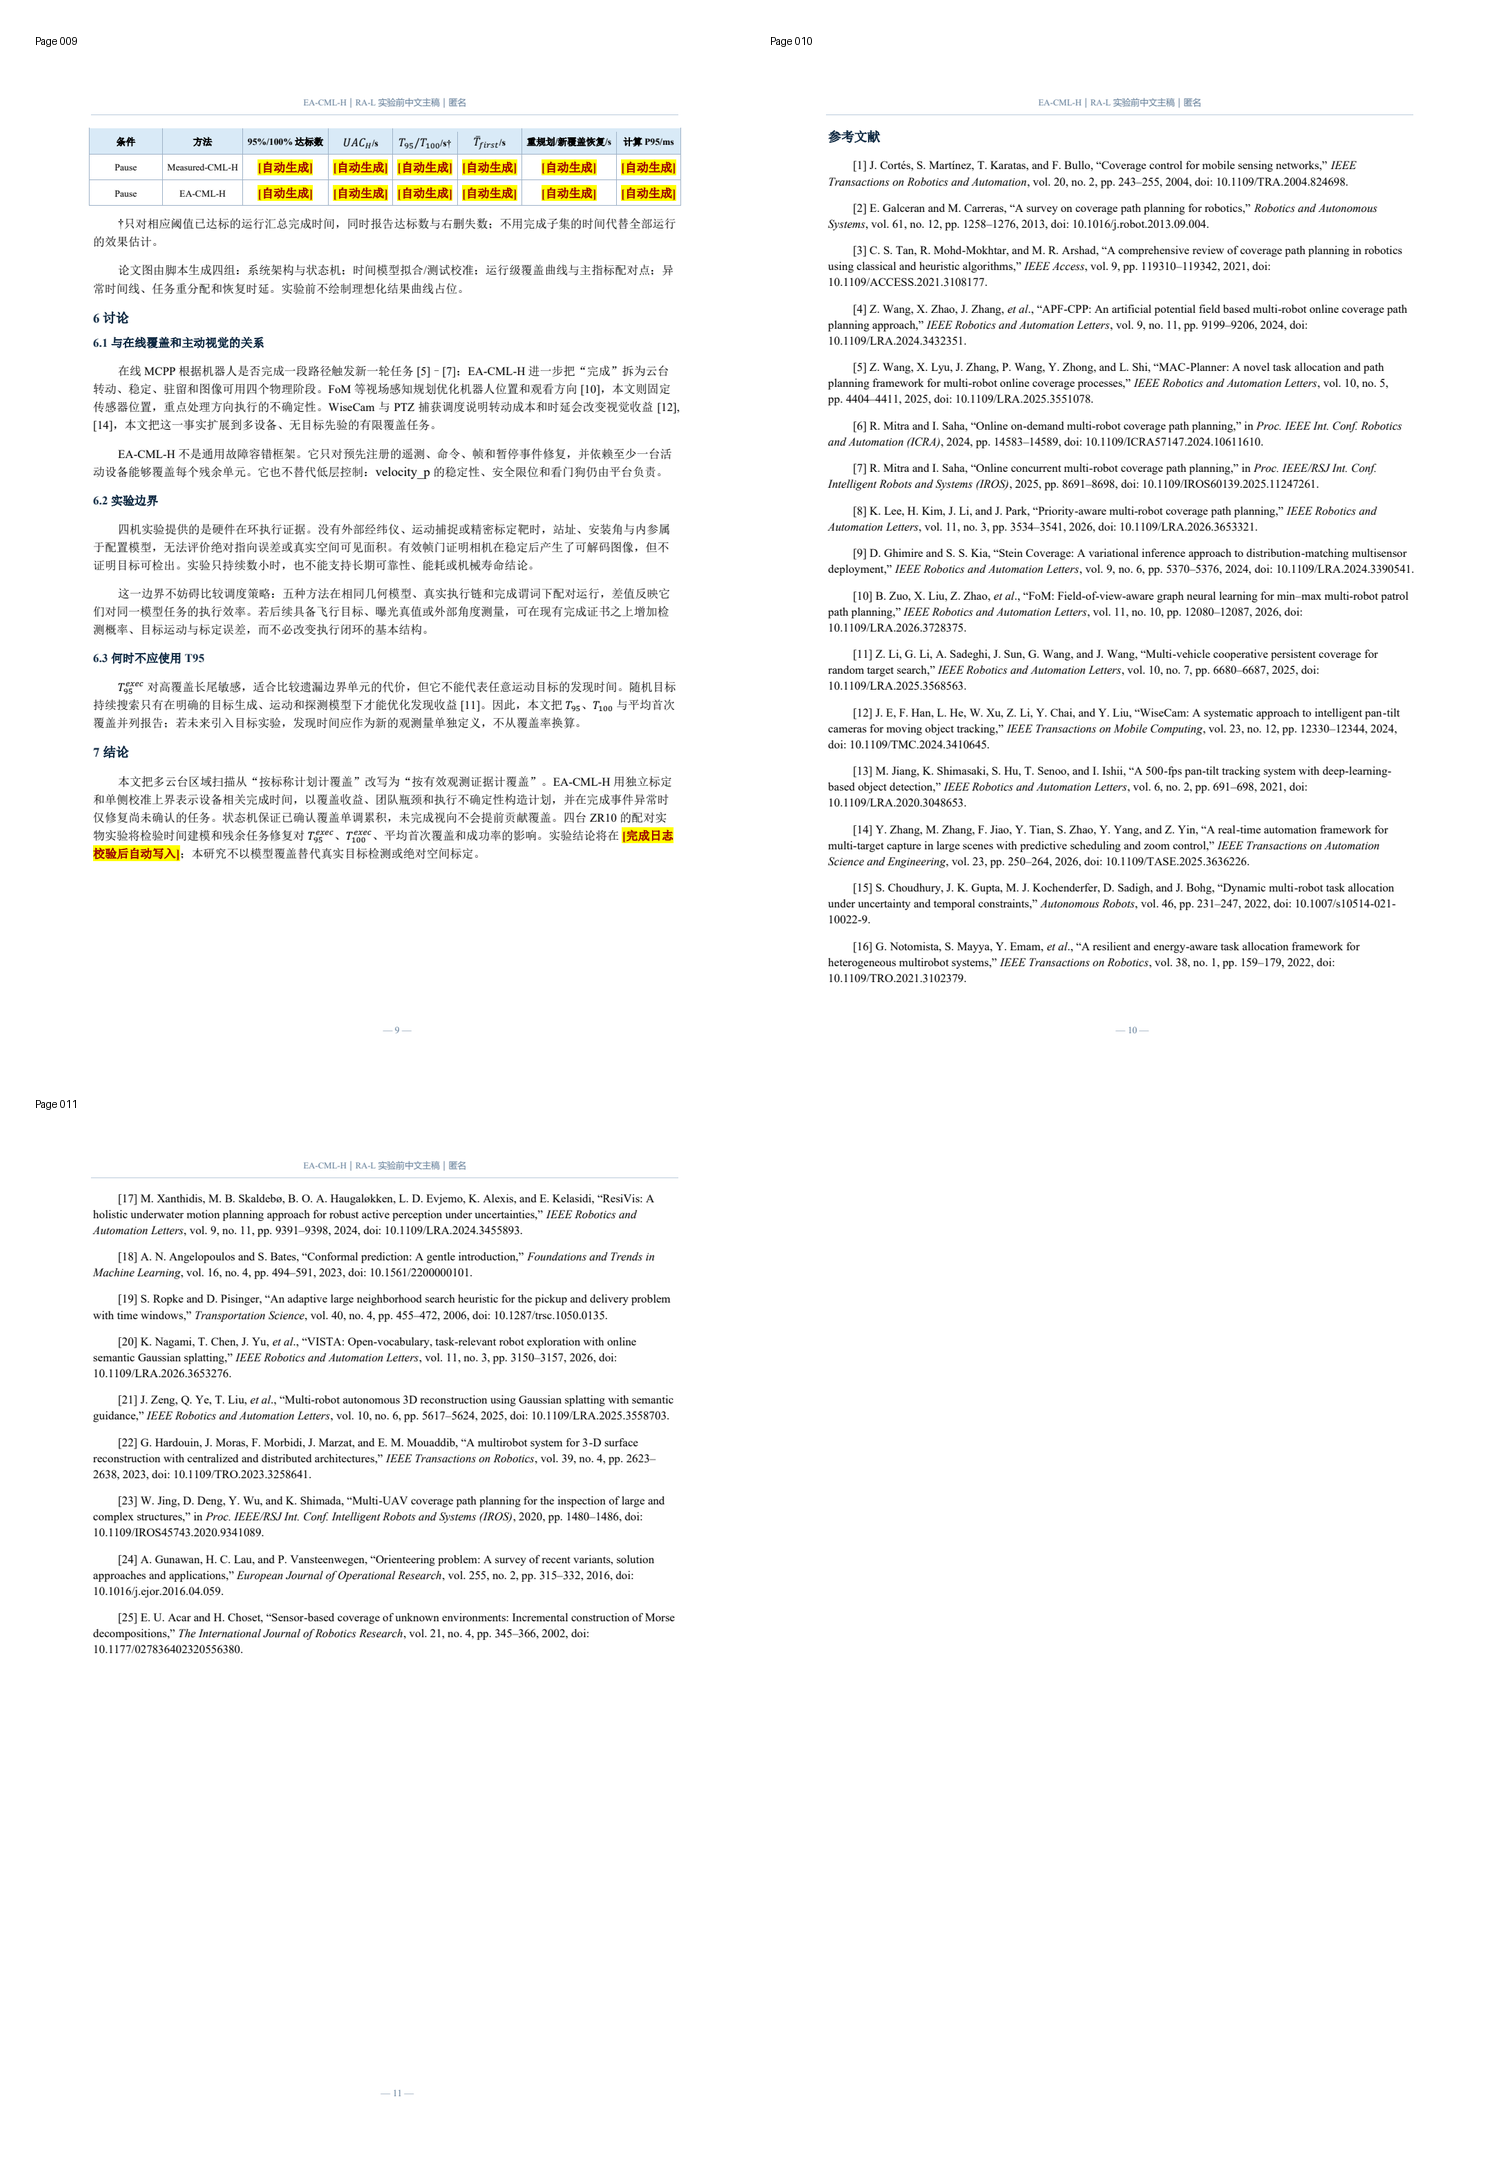 Page 009
EA-CML-H | RA-L 实验前中文主稿 | 匿名
条件 方法 95%/100% 达标数 UAC_H/s T_95/T_100/s† T̄_first/s 重规划/新覆盖恢复/s 计算 P95/ms
Pause Measured-CML-H [自动生成] [自动生成] [自动生成] [自动生成] [自动生成] [自动生成]
Pause EA-CML-H [自动生成] [自动生成] [自动生成] [自动生成] [自动生成] [自动生成]
†只对相应阈值已达标的运行汇总完成时间，同时报告达标数与右删失数；不用完成子集的时间代替全部运行
的效果估计。
论文图由脚本生成四组：系统架构与状态机；时间模型拟合/测试校准；运行级覆盖曲线与主指标配对点；异
常时间线、任务重分配和恢复时延。实验前不绘制理想化结果曲线占位。
6 讨论
6.1 与在线覆盖和主动视觉的关系
在线 MCPP 根据机器人是否完成一段路径触发新一轮任务 [5]–[7]；EA-CML-H 进一步把“完成”拆为云台
转动、稳定、驻留和图像可用四个物理阶段。FoM 等视场感知规划优化机器人位置和观看方向 [10]，本文则固定
传感器位置，重点处理方向执行的不确定性。WiseCam 与 PTZ 捕获调度说明转动成本和时延会改变视觉收益 [12],
[14]，本文把这一事实扩展到多设备、无目标先验的有限覆盖任务。
EA-CML-H 不是通用故障容错框架。它只对预先注册的遥测、命令、帧和暂停事件修复，并依赖至少一台活
动设备能够覆盖每个残余单元。它也不替代低层控制：velocity_p 的稳定性、安全限位和看门狗仍由平台负责。
6.2 实验边界
四机实验提供的是硬件在环执行证据。没有外部经纬仪、运动捕捉或精密标定靶时，站址、安装角与内参属
于配置模型，无法评价绝对指向误差或真实空间可见面积。有效帧门证明相机在稳定后产生了可解码图像，但不
证明目标可检出。实验只持续数小时，也不能支持长期可靠性、能耗或机械寿命结论。
这一边界不妨碍比较调度策略：五种方法在相同几何模型、真实执行链和完成谓词下配对运行，差值反映它
们对同一模型任务的执行效率。若后续具备飞行目标、曝光真值或外部角度测量，可在现有完成证书之上增加检
测概率、目标运动与标定误差，而不必改变执行闭环的基本结构。
6.3 何时不应使用 T95
T_95^exec 对高覆盖长尾敏感，适合比较遗漏边界单元的代价，但它不能代表任意运动目标的发现时间。随机目标
持续搜索只有在明确的目标生成、运动和探测模型下才能优化发现收益 [11]。因此，本文把 T_95、T_100 与平均首次
覆盖并列报告；若未来引入目标实验，发现时间应作为新的观测量单独定义，不从覆盖率换算。
7 结论
本文把多云台区域扫描从“按标称计划计覆盖”改写为“按有效观测证据计覆盖”。EA-CML-H 用独立标定
和单侧校准上界表示设备相关完成时间，以覆盖收益、团队瓶颈和执行不确定性构造计划，并在完成事件异常时
仅修复尚未确认的任务。状态机保证已确认覆盖单调累积，未完成视向不会提前贡献覆盖。四台 ZR10 的配对实
物实验将检验时间建模和残余任务修复对 T_95^exec、T_100^exec、平均首次覆盖和成功率的影响。实验结论将在 [完成日志
校验后自动写入]；本研究不以模型覆盖替代真实目标检测或绝对空间标定。
— 9 —
Page 010
EA-CML-H | RA-L 实验前中文主稿 | 匿名
参考文献
[1] J. Cortés, S. Martínez, T. Karatas, and F. Bullo, “Coverage control for mobile sensing networks,” IEEE
Transactions on Robotics and Automation, vol. 20, no. 2, pp. 243–255, 2004, doi: 10.1109/TRA.2004.824698.
[2] E. Galceran and M. Carreras, “A survey on coverage path planning for robotics,” Robotics and Autonomous
Systems, vol. 61, no. 12, pp. 1258–1276, 2013, doi: 10.1016/j.robot.2013.09.004.
[3] C. S. Tan, R. Mohd-Mokhtar, and M. R. Arshad, “A comprehensive review of coverage path planning in robotics
using classical and heuristic algorithms,” IEEE Access, vol. 9, pp. 119310–119342, 2021, doi:
10.1109/ACCESS.2021.3108177.
[4] Z. Wang, X. Zhao, J. Zhang, et al., “APF-CPP: An artificial potential field based multi-robot online coverage path
planning approach,” IEEE Robotics and Automation Letters, vol. 9, no. 11, pp. 9199–9206, 2024, doi:
10.1109/LRA.2024.3432351.
[5] Z. Wang, X. Lyu, J. Zhang, P. Wang, Y. Zhong, and L. Shi, “MAC-Planner: A novel task allocation and path
planning framework for multi-robot online coverage processes,” IEEE Robotics and Automation Letters, vol. 10, no. 5,
pp. 4404–4411, 2025, doi: 10.1109/LRA.2025.3551078.
[6] R. Mitra and I. Saha, “Online on-demand multi-robot coverage path planning,” in Proc. IEEE Int. Conf. Robotics
and Automation (ICRA), 2024, pp. 14583–14589, doi: 10.1109/ICRA57147.2024.10611610.
[7] R. Mitra and I. Saha, “Online concurrent multi-robot coverage path planning,” in Proc. IEEE/RSJ Int. Conf.
Intelligent Robots and Systems (IROS), 2025, pp. 8691–8698, doi: 10.1109/IROS60139.2025.11247261.
[8] K. Lee, H. Kim, J. Li, and J. Park, “Priority-aware multi-robot coverage path planning,” IEEE Robotics and
Automation Letters, vol. 11, no. 3, pp. 3534–3541, 2026, doi: 10.1109/LRA.2026.3653321.
[9] D. Ghimire and S. S. Kia, “Stein Coverage: A variational inference approach to distribution-matching multisensor
deployment,” IEEE Robotics and Automation Letters, vol. 9, no. 6, pp. 5370–5376, 2024, doi: 10.1109/LRA.2024.3390541.
[10] B. Zuo, X. Liu, Z. Zhao, et al., “FoM: Field-of-view-aware graph neural learning for min–max multi-robot patrol
path planning,” IEEE Robotics and Automation Letters, vol. 11, no. 10, pp. 12080–12087, 2026, doi:
10.1109/LRA.2026.3728375.
[11] Z. Li, G. Li, A. Sadeghi, J. Sun, G. Wang, and J. Wang, “Multi-vehicle cooperative persistent coverage for
random target search,” IEEE Robotics and Automation Letters, vol. 10, no. 7, pp. 6680–6687, 2025, doi:
10.1109/LRA.2025.3568563.
[12] J. E, F. Han, L. He, W. Xu, Z. Li, Y. Chai, and Y. Liu, “WiseCam: A systematic approach to intelligent pan-tilt
cameras for moving object tracking,” IEEE Transactions on Mobile Computing, vol. 23, no. 12, pp. 12330–12344, 2024,
doi: 10.1109/TMC.2024.3410645.
[13] M. Jiang, K. Shimasaki, S. Hu, T. Senoo, and I. Ishii, “A 500-fps pan-tilt tracking system with deep-learning-
based object detection,” IEEE Robotics and Automation Letters, vol. 6, no. 2, pp. 691–698, 2021, doi:
10.1109/LRA.2020.3048653.
[14] Y. Zhang, M. Zhang, F. Jiao, Y. Tian, S. Zhao, Y. Yang, and Z. Yin, “A real-time automation framework for
multi-target capture in large scenes with predictive scheduling and zoom control,” IEEE Transactions on Automation
Science and Engineering, vol. 23, pp. 250–264, 2026, doi: 10.1109/TASE.2025.3636226.
[15] S. Choudhury, J. K. Gupta, M. J. Kochenderfer, D. Sadigh, and J. Bohg, “Dynamic multi-robot task allocation
under uncertainty and temporal constraints,” Autonomous Robots, vol. 46, pp. 231–247, 2022, doi: 10.1007/s10514-021-
10022-9.
[16] G. Notomista, S. Mayya, Y. Emam, et al., “A resilient and energy-aware task allocation framework for
heterogeneous multirobot systems,” IEEE Transactions on Robotics, vol. 38, no. 1, pp. 159–179, 2022, doi:
10.1109/TRO.2021.3102379.
— 10 —
Page 011
EA-CML-H | RA-L 实验前中文主稿 | 匿名
[17] M. Xanthidis, M. B. Skaldebø, B. O. A. Haugaløkken, L. D. Evjemo, K. Alexis, and E. Kelasidi, “ResiVis: A
holistic underwater motion planning approach for robust active perception under uncertainties,” IEEE Robotics and
Automation Letters, vol. 9, no. 11, pp. 9391–9398, 2024, doi: 10.1109/LRA.2024.3455893.
[18] A. N. Angelopoulos and S. Bates, “Conformal prediction: A gentle introduction,” Foundations and Trends in
Machine Learning, vol. 16, no. 4, pp. 494–591, 2023, doi: 10.1561/2200000101.
[19] S. Ropke and D. Pisinger, “An adaptive large neighborhood search heuristic for the pickup and delivery problem
with time windows,” Transportation Science, vol. 40, no. 4, pp. 455–472, 2006, doi: 10.1287/trsc.1050.0135.
[20] K. Nagami, T. Chen, J. Yu, et al., “VISTA: Open-vocabulary, task-relevant robot exploration with online
semantic Gaussian splatting,” IEEE Robotics and Automation Letters, vol. 11, no. 3, pp. 3150–3157, 2026, doi:
10.1109/LRA.2026.3653276.
[21] J. Zeng, Q. Ye, T. Liu, et al., “Multi-robot autonomous 3D reconstruction using Gaussian splatting with semantic
guidance,” IEEE Robotics and Automation Letters, vol. 10, no. 6, pp. 5617–5624, 2025, doi: 10.1109/LRA.2025.3558703.
[22] G. Hardouin, J. Moras, F. Morbidi, J. Marzat, and E. M. Mouaddib, “A multirobot system for 3-D surface
reconstruction with centralized and distributed architectures,” IEEE Transactions on Robotics, vol. 39, no. 4, pp. 2623–
2638, 2023, doi: 10.1109/TRO.2023.3258641.
[23] W. Jing, D. Deng, Y. Wu, and K. Shimada, “Multi-UAV coverage path planning for the inspection of large and
complex structures,” in Proc. IEEE/RSJ Int. Conf. Intelligent Robots and Systems (IROS), 2020, pp. 1480–1486, doi:
10.1109/IROS45743.2020.9341089.
[24] A. Gunawan, H. C. Lau, and P. Vansteenwegen, “Orienteering problem: A survey of recent variants, solution
approaches and applications,” European Journal of Operational Research, vol. 255, no. 2, pp. 315–332, 2016, doi:
10.1016/j.ejor.2016.04.059.
[25] E. U. Acar and H. Choset, “Sensor-based coverage of unknown environments: Incremental construction of Morse
decompositions,” The International Journal of Robotics Research, vol. 21, no. 4, pp. 345–366, 2002, doi:
10.1177/027836402320556380.
— 11 —